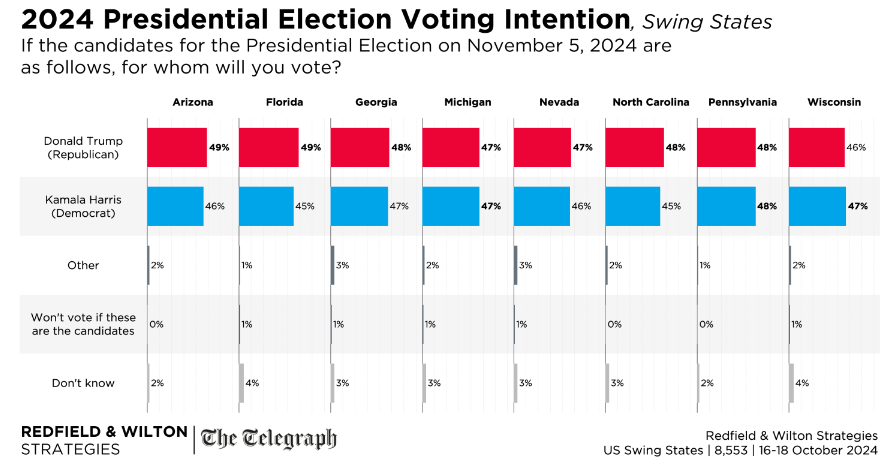 2024 Presidential Election Voting Intention, Swing States
If the candidates for the Presidential Election on November 5, 2024 are
as follows, for whom will you vote?
Arizona Florida Georgia Michigan Nevada North Carolina Pennsylvania Wisconsin
Donald Trump
(Republican)
49% 49% 48% 47% 47% 48% 48% 46%
Kamala Harris
(Democrat)
46% 45% 47% 47% 46% 45% 48% 47%
Other
2% 1% 3% 2% 3% 2% 1% 2%
Won't vote if these
are the candidates
0% 1% 1% 1% 1% 0% 0% 1%
Don't know
2% 4% 3% 3% 3% 3% 2% 4%
REDFIELD & WILTON
STRATEGIES
The Telegraph
Redfield & Wilton Strategies
US Swing States | 8,553 | 16-18 October 2024